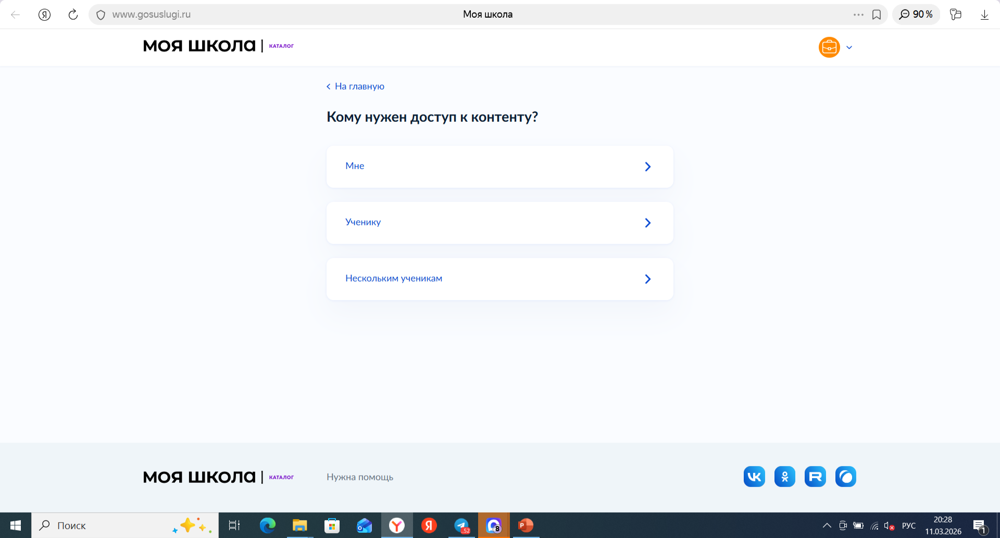 www.gosuslugi.ru
Моя школа
90 %
МОЯ ШКОЛА | КАТАЛОГ
На главную
Кому нужен доступ к контенту?
Мне
Ученику
Нескольким ученикам
МОЯ ШКОЛА | КАТАЛОГ
Нужна помощь
Поиск
52
8
РУС
20:28
11.03.2026
1